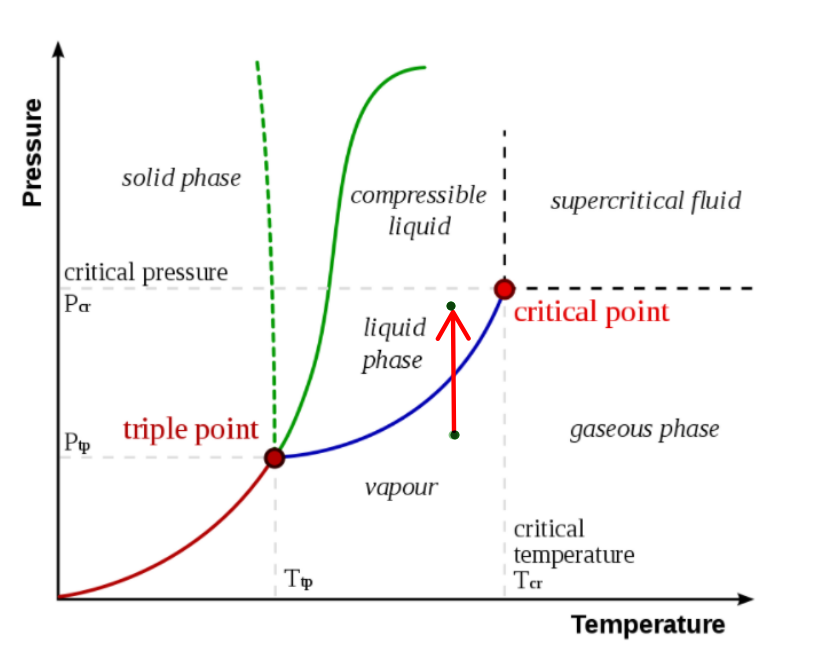 Pressure
solid phase
compressible
liquid
supercritical fluid
critical pressure
Pcr
critical point
liquid
phase
triple point
Ptp
gaseous phase
vapour
critical
temperature
Tcr
Ttp
Temperature